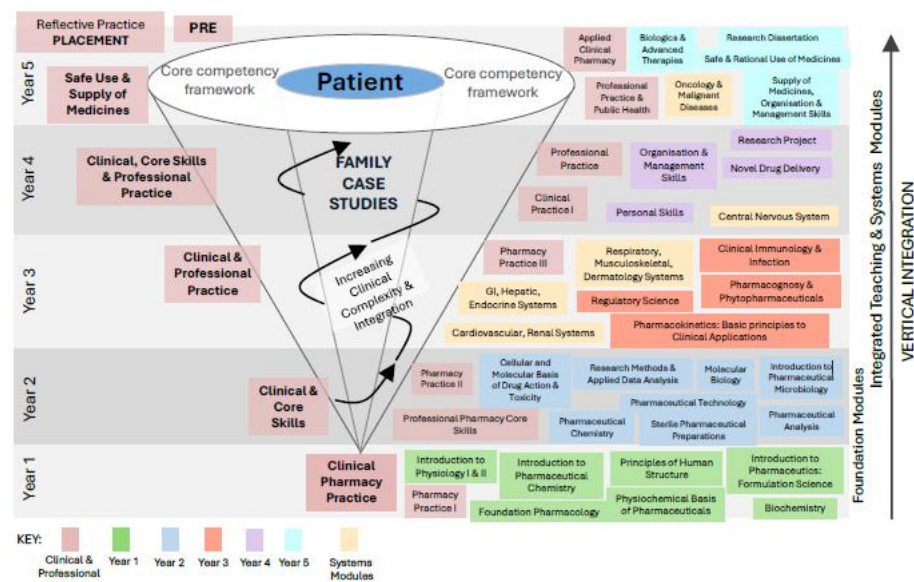 Reflective Practice
PLACEMENT
PRE
Year 5
Safe Use &
Supply of
Medicines
Core competency
framework
Patient
Core competency
framework
Applied
Clinical
Pharmacy
Biologics &
Advanced
Therapies
Research Dissertation
Safe & Rational Use of Medicines
Professional
Practice &
Public Health
Oncology &
Malignant
Diseases
Supply of
Medicines,
Organisation &
Management Skills
Year 4
Clinical, Core Skills
& Professional
Practice
FAMILY
CASE
STUDIES
Professional
Practice
Organisation &
Management
Skills
Research Project
Novel Drug Delivery
Clinical
Practice I
Personal Skills
Central Nervous System
Year 3
Clinical &
Professional
Practice
Increasing
Clinical
Complexity &
Integration
Pharmacy
Practice III
Respiratory,
Musculoskeletal,
Dermatology Systems
Clinical Immunology &
Infection
GI, Hepatic,
Endocrine Systems
Regulatory Science
Pharmacognosy &
Phytopharmaceuticals
Cardiovascular, Renal Systems
Pharmacokinetics: Basic principles to
Clinical Applications
Year 2
Clinical &
Core
Skills
Pharmacy
Practice II
Cellular and
Molecular Basis
of Drug Action &
Toxicity
Research Methods &
Applied Data Analysis
Molecular
Biology
Introduction to
Pharmaceutical
Microbiology
Pharmaceutical Technology
Professional Pharmacy Core
Skills
Pharmaceutical
Chemistry
Sterile Pharmaceutical
Preparations
Pharmaceutical
Analysis
Year 1
Clinical
Pharmacy
Practice
Introduction to
Physiology I & II
Introduction to
Pharmaceutical
Chemistry
Principles of Human
Structure
Introduction to
Pharmaceutics:
Formulation Science
Pharmacy
Practice I
Foundation Pharmacology
Physiochemical Basis
of Pharmaceuticals
Biochemistry
Foundation Modules
Integrated Teaching & Systems Modules
VERTICAL INTEGRATION
KEY:
Clinical &
Professional
Year 1
Year 2
Year 3
Year 4
Year 5
Systems
Modules